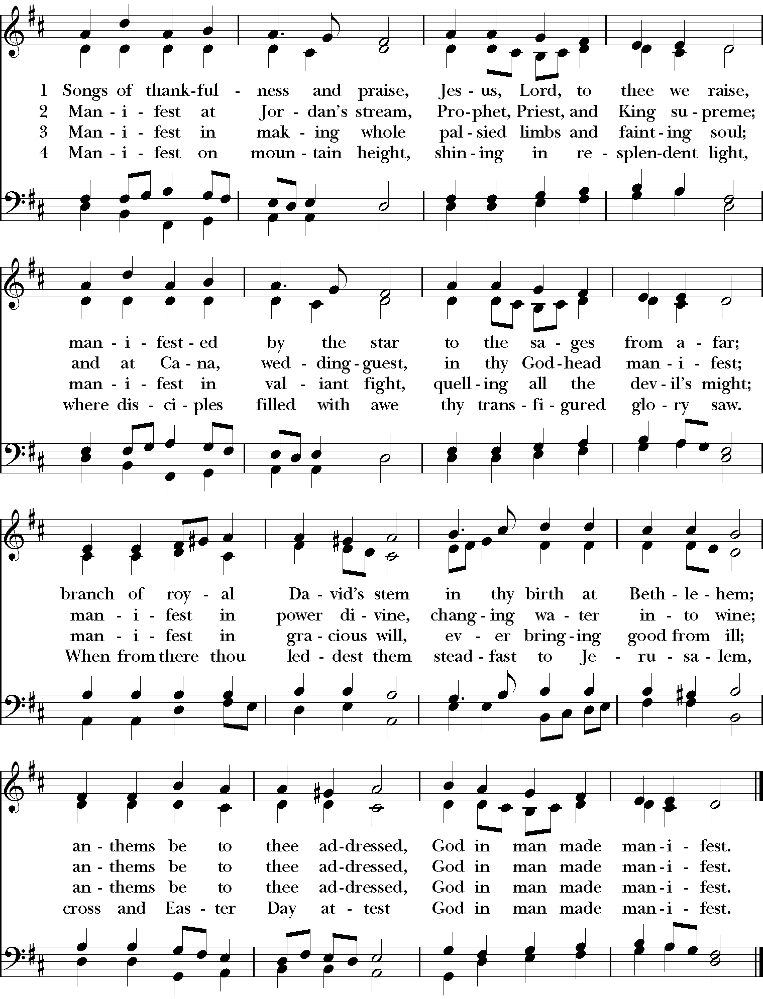 1 Songs of thank-ful - ness and praise, Jes - us, Lord, to thee we raise,
2 Man - i - fest at Jor - dan's stream, Pro-phet, Priest, and King su - preme;
3 Man - i - fest in mak - ing whole pal - sied limbs and faint - ing soul;
4 Man - i - fest on moun - tain height, shin - ing in re - splen-dent light,
man - i - fest - ed by the star to the sa - ges from a - far;
and at Ca - na, wed - ding - guest, in thy God-head man - i - fest;
man - i - fest in val - iant fight, quell - ing all the dev - il's might;
where dis - ci - ples filled with awe thy trans - fi - gured glo - ry saw.
branch of roy - al Da - vid's stem in thy birth at Beth - le - hem;
man - i - fest in power di - vine, chang - ing wa - ter in - to wine;
man - i - fest in gra - cious will, ev - er bring - ing good from ill;
When from there thou led - dest them stead - fast to Je - ru - sa - lem,
an - thems be to thee ad-dressed, God in man made man - i - fest.
an - thems be to thee ad-dressed, God in man made man - i - fest.
an - thems be to thee ad-dressed, God in man made man - i - fest.
cross and Eas - ter Day at - test God in man made man - i - fest.